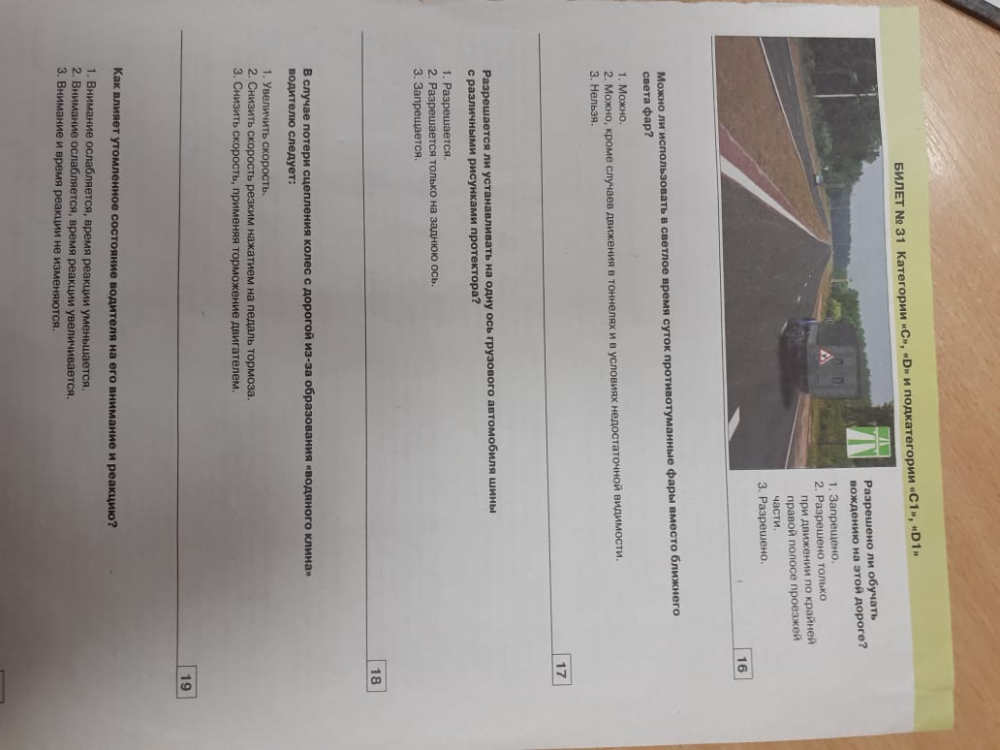 БИЛЕТ № 31 Категории «C», «D» и подкатегории «C1», «D1»
Разрешено ли обучать
вождению на этой дороге?
1. Запрещено.
2. Разрешено только
при движении по крайней
правой полосе проезжей
части.
3. Разрешено.
16
Можно ли использовать в светлое время суток противотуманные фары вместо ближнего
света фар?
1. Можно.
2. Можно, кроме случаев движения в тоннелях и в условиях недостаточной видимости.
3. Нельзя.
17
Разрешается ли устанавливать на одну ось грузового автомобиля шины
с различными рисунками протектора?
1. Разрешается.
2. Разрешается только на заднюю ось.
3. Запрещается.
18
В случае потери сцепления колес с дорогой из-за образования «водяного клина»
водителю следует:
1. Увеличить скорость.
2. Снизить скорость резким нажатием на педаль тормоза.
3. Снизить скорость, применяя торможение двигателем.
19
Как влияет утомленное состояние водителя на его внимание и реакцию?
1. Внимание ослабляется, время реакции уменьшается.
2. Внимание ослабляется, время реакции увеличивается.
3. Внимание и время реакции не изменяются.